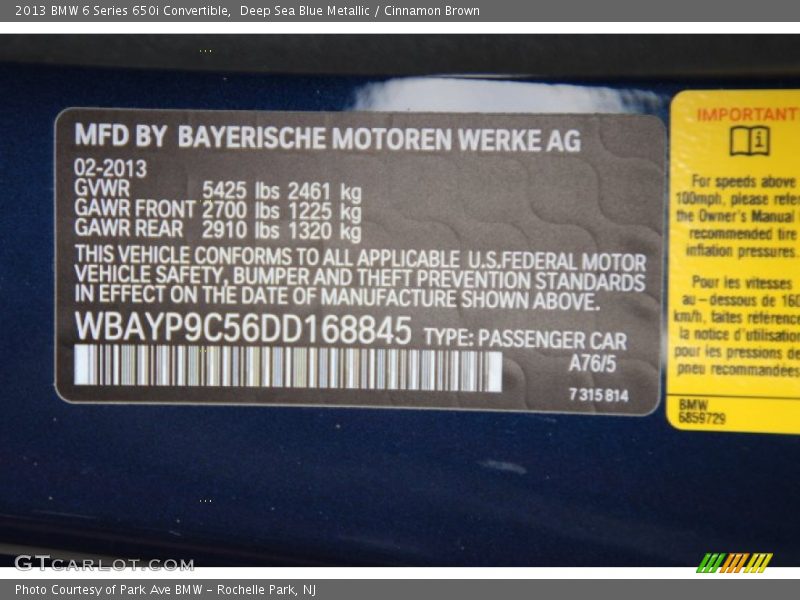 2013 BMW 6 Series 650i Convertible, Deep Sea Blue Metallic / Cinnamon Brown
MFD BY BAYERISCHE MOTOREN WERKE AG
02-2013
GVWR 5425 lbs 2461 kg
GAWR FRONT 2700 lbs 1225 kg
GAWR REAR 2910 lbs 1320 kg
THIS VEHICLE CONFORMS TO ALL APPLICABLE U.S.FEDERAL MOTOR
VEHICLE SAFETY, BUMPER AND THEFT PREVENTION STANDARDS
IN EFFECT ON THE DATE OF MANUFACTURE SHOWN ABOVE.
WBAYP9C56DD168845 TYPE: PASSENGER CAR
A76/5
7 315 814
IMPORTANT
For speeds above
100mph, please refer
the Owner's Manual
recommended tire
inflation pressures.
Pour les vitesses
au-dessous de 160
km/h, faites référence
la notice d'utilisation
pour les pressions de
pneu recommandées
BMW
6859729
GTCARLOT.COM
Photo Courtesy of Park Ave BMW - Rochelle Park, NJ